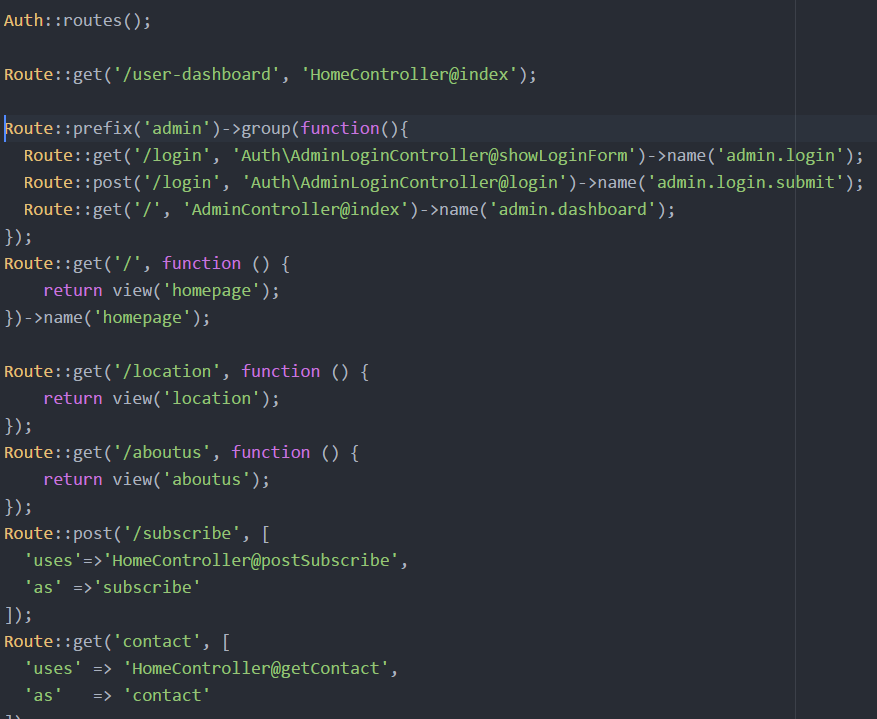 Auth::routes();
Route::get('/user-dashboard', 'HomeController@index');
Route::prefix('admin')->group(function(){
Route::get('/login', 'Auth\AdminLoginController@showLoginForm')->name('admin.login');
Route::post('/login', 'Auth\AdminLoginController@login')->name('admin.login.submit');
Route::get('/', 'AdminController@index')->name('admin.dashboard');
});
Route::get('/', function () {
return view('homepage');
})->name('homepage');
Route::get('/location', function () {
return view('location');
});
Route::get('/aboutus', function () {
return view('aboutus');
});
Route::post('/subscribe', [
'uses'=>'HomeController@postSubscribe',
'as' =>'subscribe'
]);
Route::get('contact', [
'uses' => 'HomeController@getContact',
'as'   => 'contact'